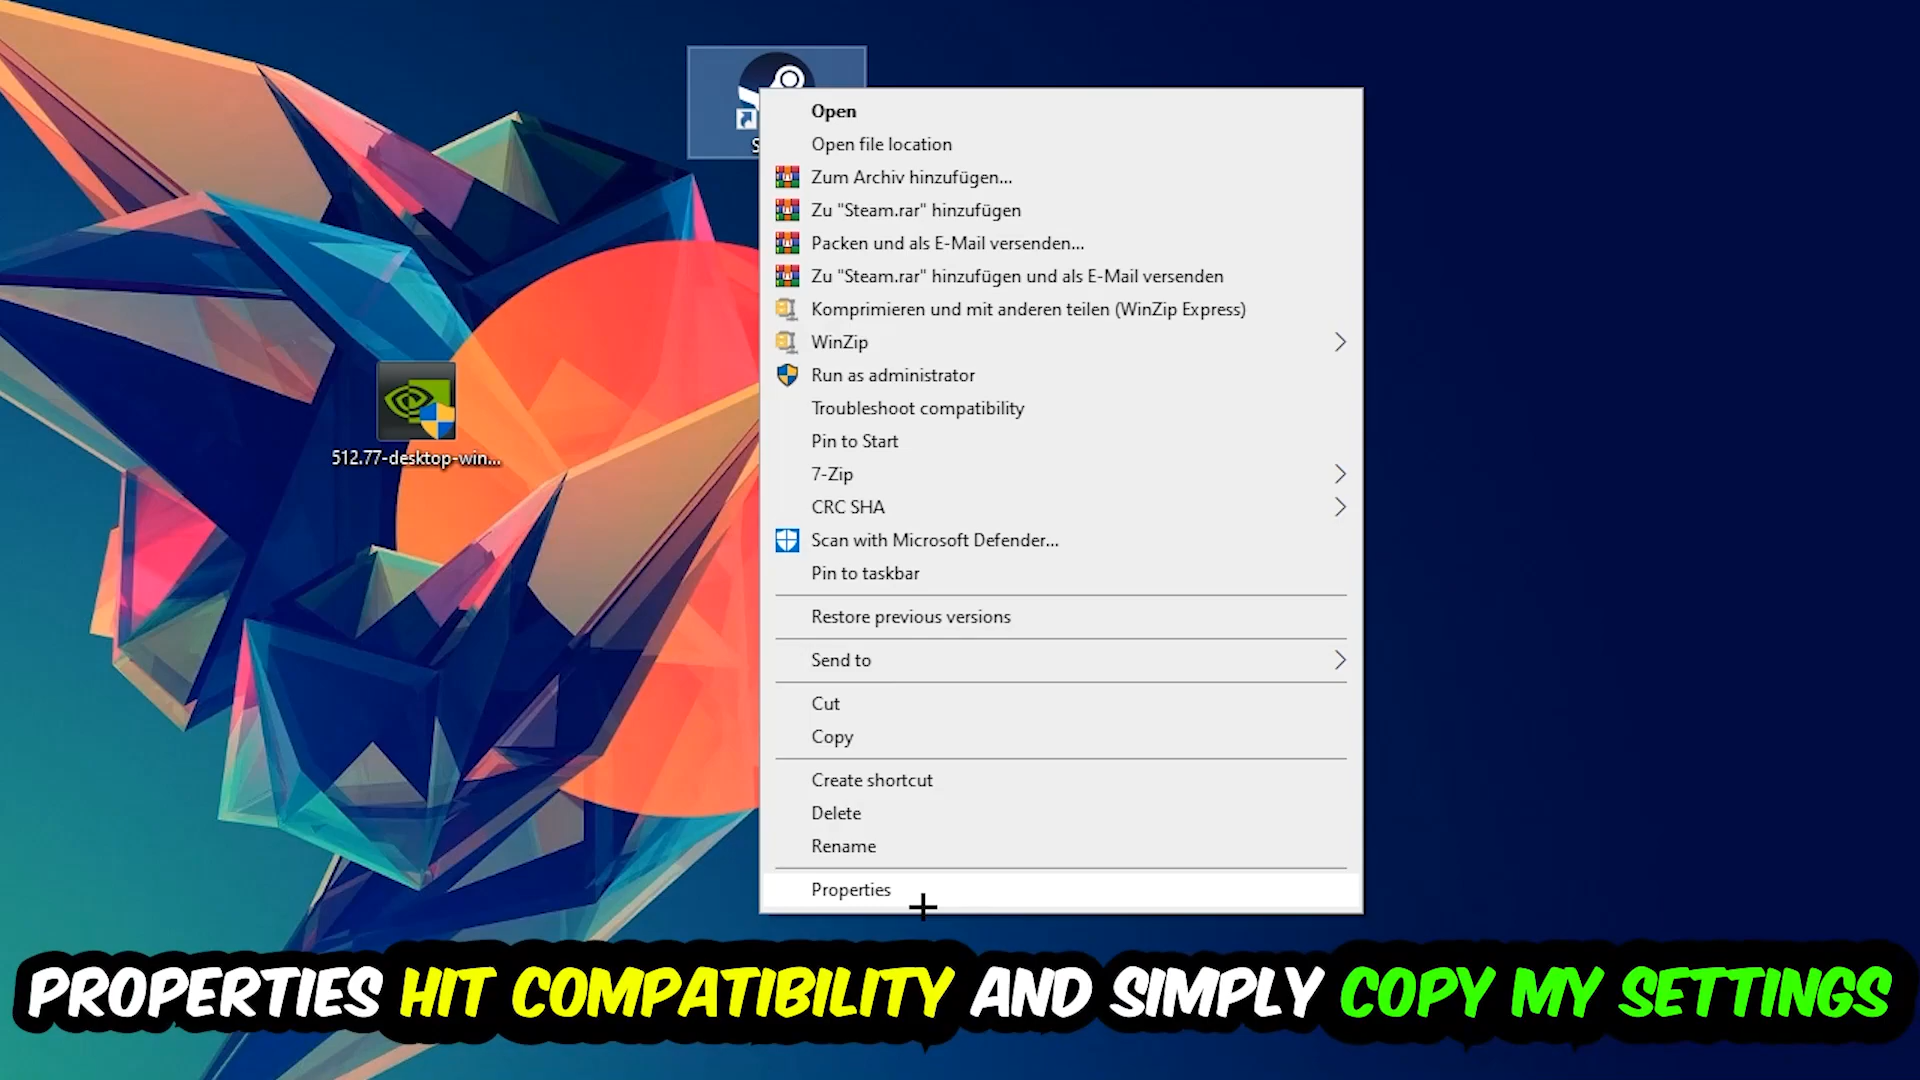 Open
Open file location
Zum Archiv hinzufügen...
Zu "Steam.rar" hinzufügen
Packen und als E-Mail versenden...
Zu "Steam.rar" hinzufügen und als E-Mail versenden
Komprimieren und mit anderen teilen (WinZip Express)
WinZip
Run as administrator
Troubleshoot compatibility
Pin to Start
7-Zip
CRC SHA
Scan with Microsoft Defender...
Pin to taskbar
Restore previous versions
Send to
Cut
Copy
Create shortcut
Delete
Rename
Properties
512.77-desktop-win...
PROPERTIES HIT COMPATIBILITY AND SIMPLY COPY MY SETTINGS